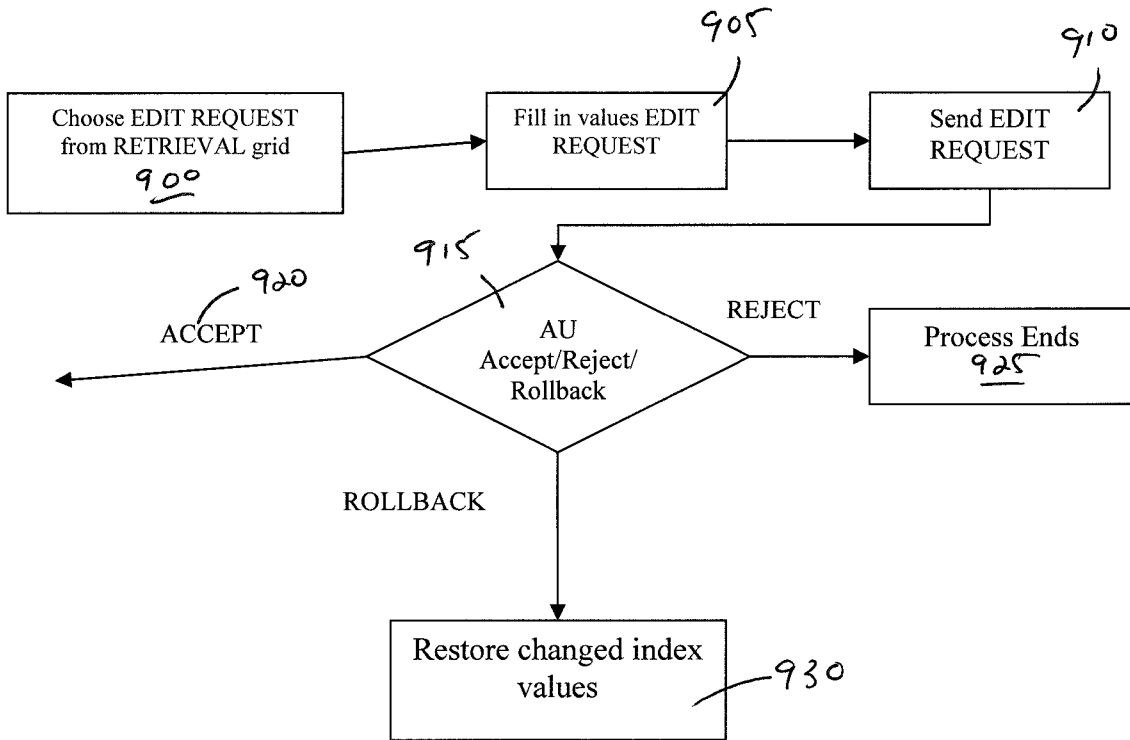 905
910
Choose EDIT REQUEST
from RETRIEVAL grid
900
Fill in values EDIT
REQUEST
Send EDIT
REQUEST
915
920
ACCEPT
AU
Accept/Reject/
Rollback
REJECT
Process Ends
925
ROLLBACK
Restore changed index
values
930